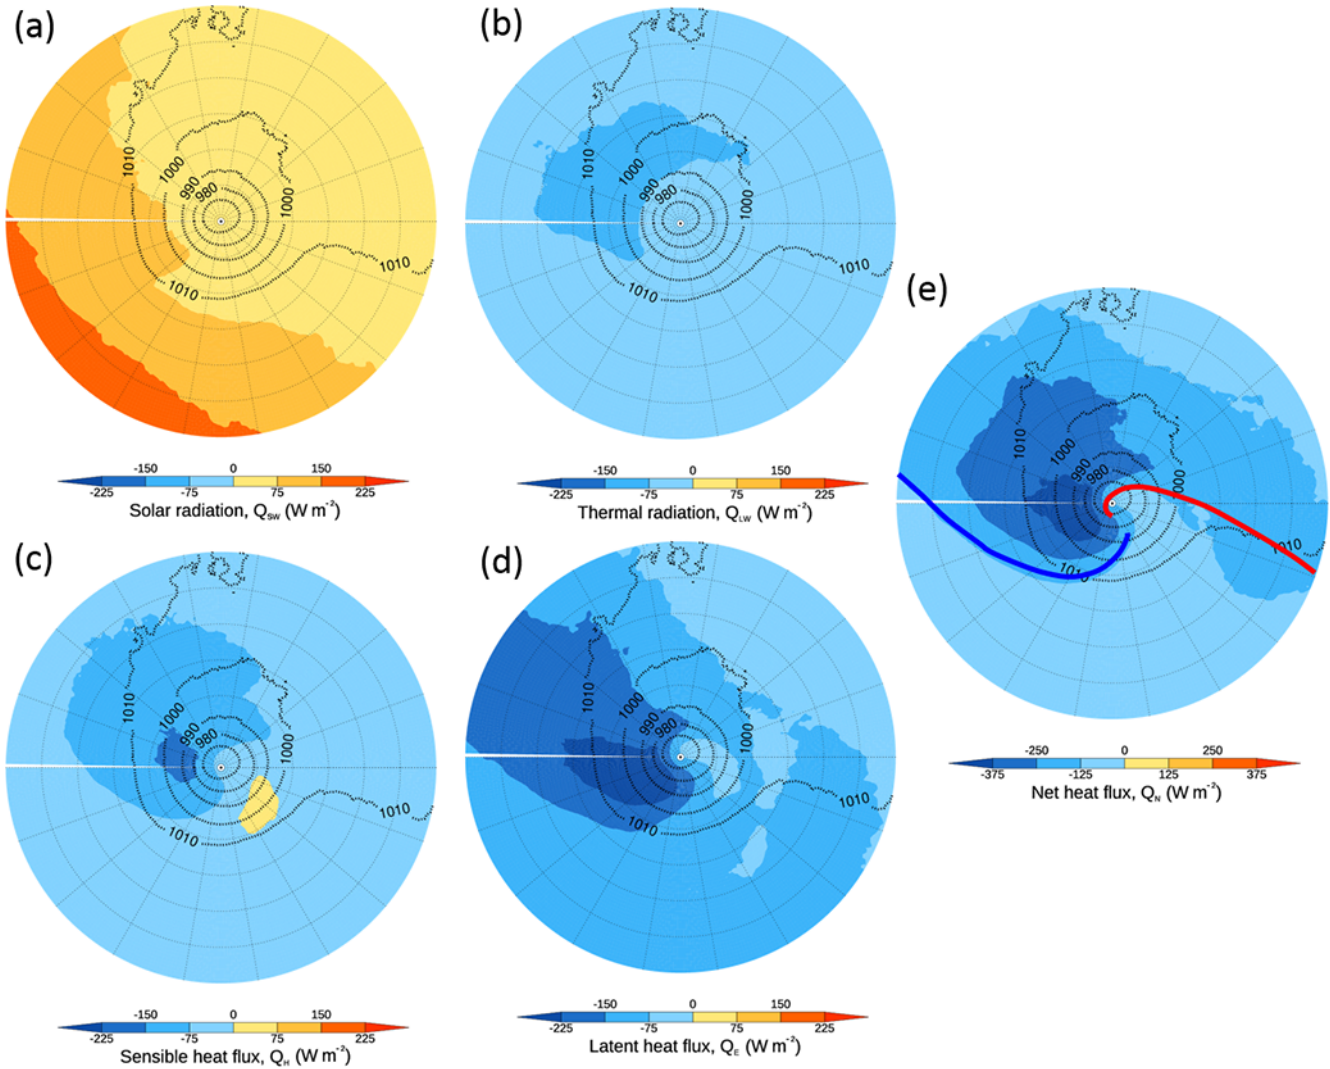 (a)
1010
1000
990
980
1000
1010
1010
-150 0 150
-225 -75 75 225
Solar radiation, QSW (W m-2)
(b)
1010
1000
990
980
1000
1010
1010
-150 0 150
-225 -75 75 225
Thermal radiation, QLW (W m-2)
(c)
1010
1000
990
980
1000
1010
1010
-150 0 150
-225 -75 75 225
Sensible heat flux, QH (W m-2)
(d)
1010
1000
990
980
1000
1010
1010
-150 0 150
-225 -75 75 225
Latent heat flux, QE (W m-2)
(e)
1010
1000
990
980
1000
1010
1010
-250 0 250
-375 -125 125 375
Net heat flux, QN (W m-2)